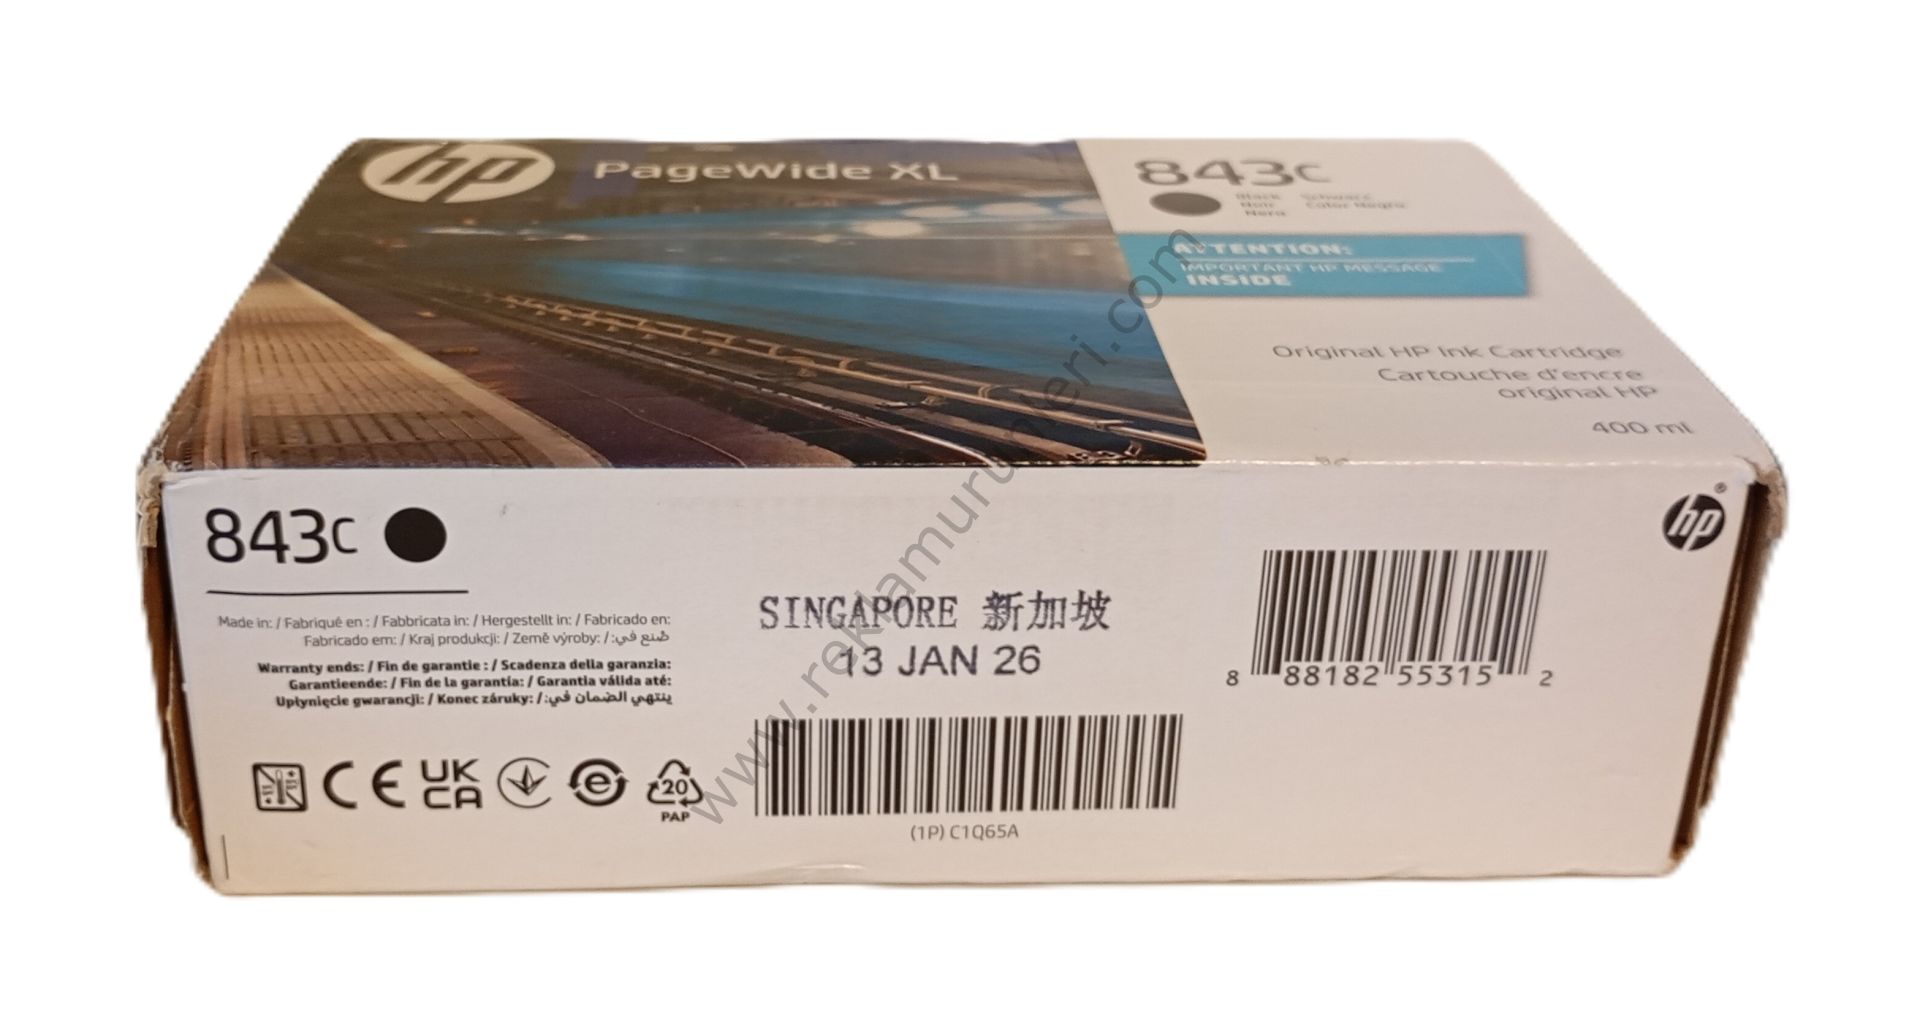 hp PageWide XL
843C
Black Schwarz
Noir Color Negro
Nero
ATTENTION:
IMPORTANT HP MESSAGE
INSIDE
Original HP Ink Cartridge
Cartouche d'encre
original HP
400 ml
843C
hp®
Made in: / Fabriqué en : / Fabbricata in: / Hergestellt in: / Fabricado en:
Fabricado em: / Kraj produkcji: / Země výroby: / صُنع في:
Warranty ends: / Fin de garantie : / Scadenza della garanzia:
Garantieende: / Fin de la garantía: / Garantia válida até:
Upłynięcie gwarancji: / Konec záruky: / ينتهي الضمان في:
SINGAPORE 新加坡
13 JAN 26
8 88182 55315 2
CE UK CA e 20
PAP
(1P) C1Q65A
www.reklamurunleri.com